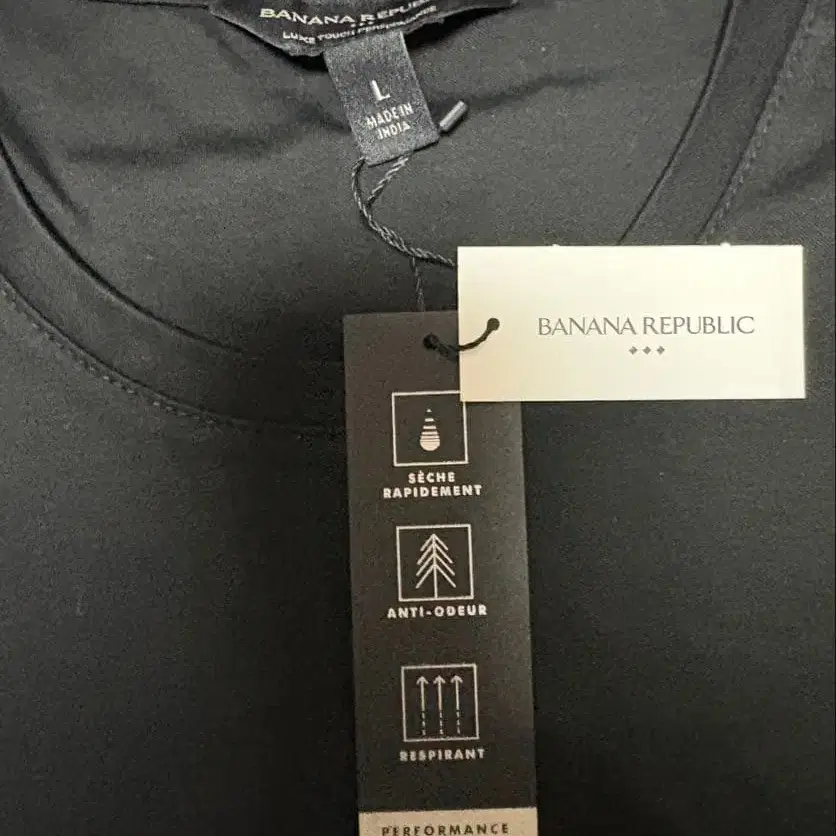 BANANA REPUBLIC
LUXE TOUCH PERFORMANCE
L
MADE IN
INDIA
BANANA REPUBLIC
SÈCHE
RAPIDEMENT
ANTI-ODEUR
RESPIRANT
PERFORMANCE